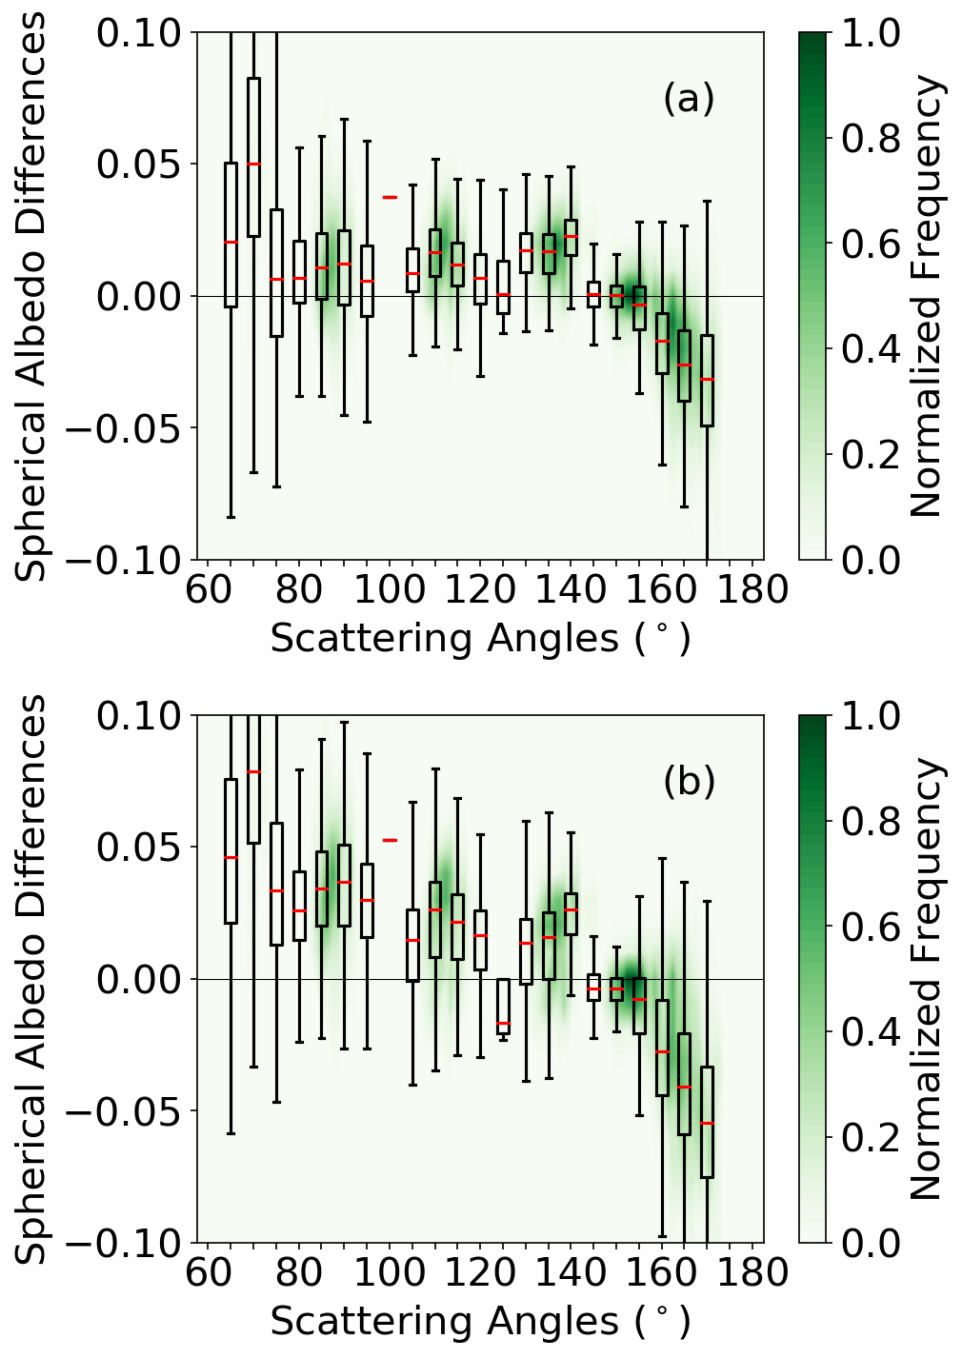 (a)
Spherical Albedo Differences
0.10
0.05
0.00
−0.05
−0.10
60 80 100 120 140 160 180
Scattering Angles (°)
1.0
0.8
0.6
0.4
0.2
0.0
Normalized Frequency
(b)
Spherical Albedo Differences
0.10
0.05
0.00
−0.05
−0.10
60 80 100 120 140 160 180
Scattering Angles (°)
1.0
0.8
0.6
0.4
0.2
0.0
Normalized Frequency